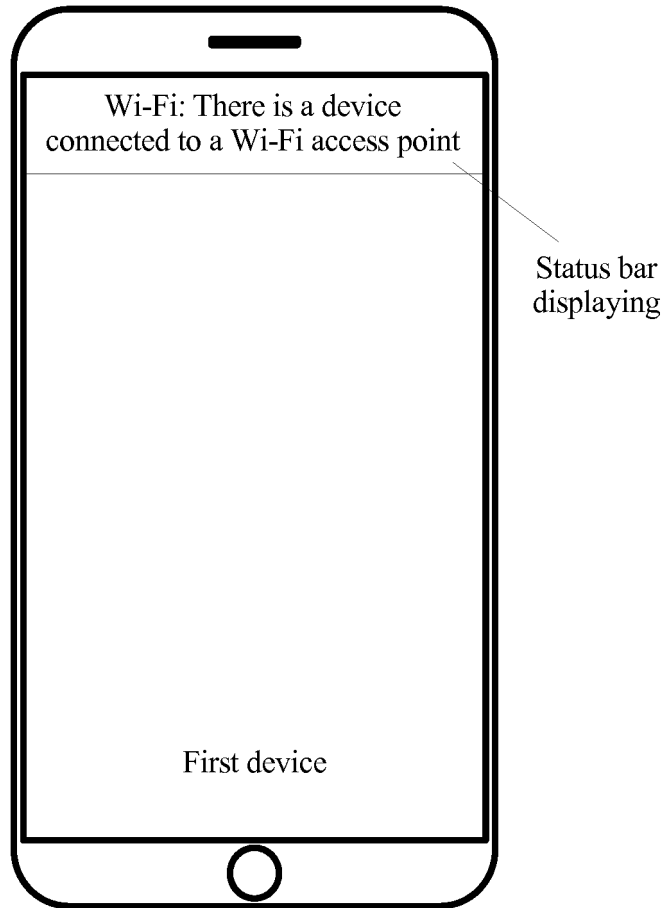 Wi-Fi: There is a device
connected to a Wi-Fi access point
Status bar
displaying
First device